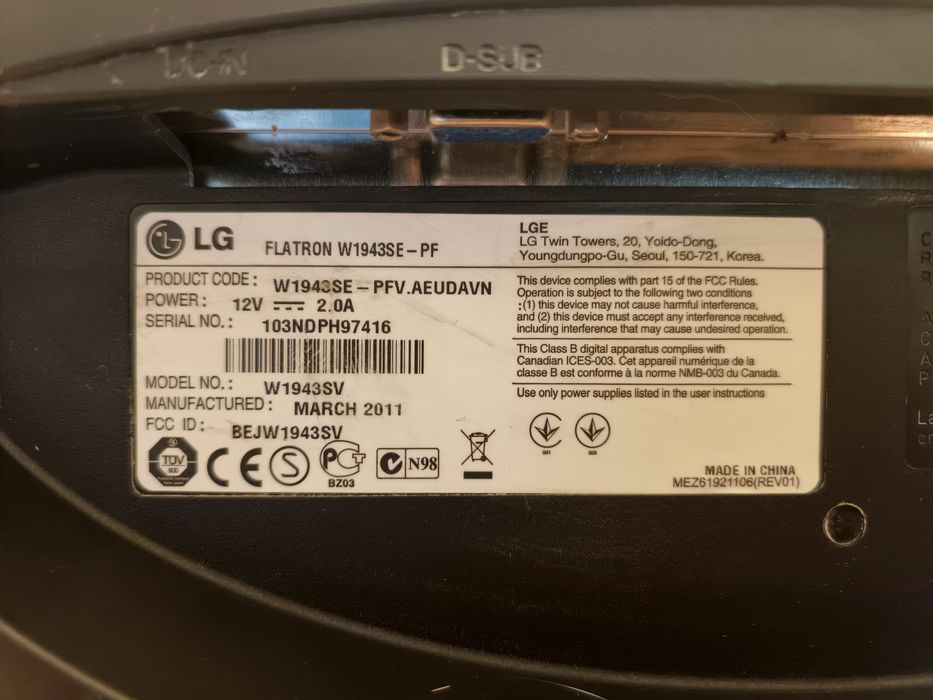 DC-IN
D-SUB
LG
FLATRON W1943SE-PF
LGE
LG Twin Towers, 20, Yoido-Dong,
Youngdungpo-Gu, Seoul, 150-721, Korea.
PRODUCT CODE: W1943SE-PFV.AEUDAVN
POWER: 12V 2.0A
SERIAL NO.: 103NDPH97416
MODEL NO.: W1943SV
MANUFACTURED: MARCH 2011
FCC ID: BEJW1943SV
TÜV
S
PCT
BZ03
N98
This device complies with part 15 of the FCC Rules.
Operation is subject to the following two conditions
:(1) this device may not cause harmful interference,
and (2) this device must accept any interference received,
including interference that may cause undesired operation.
This Class B digital apparatus complies with
Canadian ICES-003. Cet appareil numérique de la
classe B est conforme à la norme NMB-003 du Canada.
Use only power supplies listed in the user instructions
001
003
MADE IN CHINA
MEZ61921106(REV01)